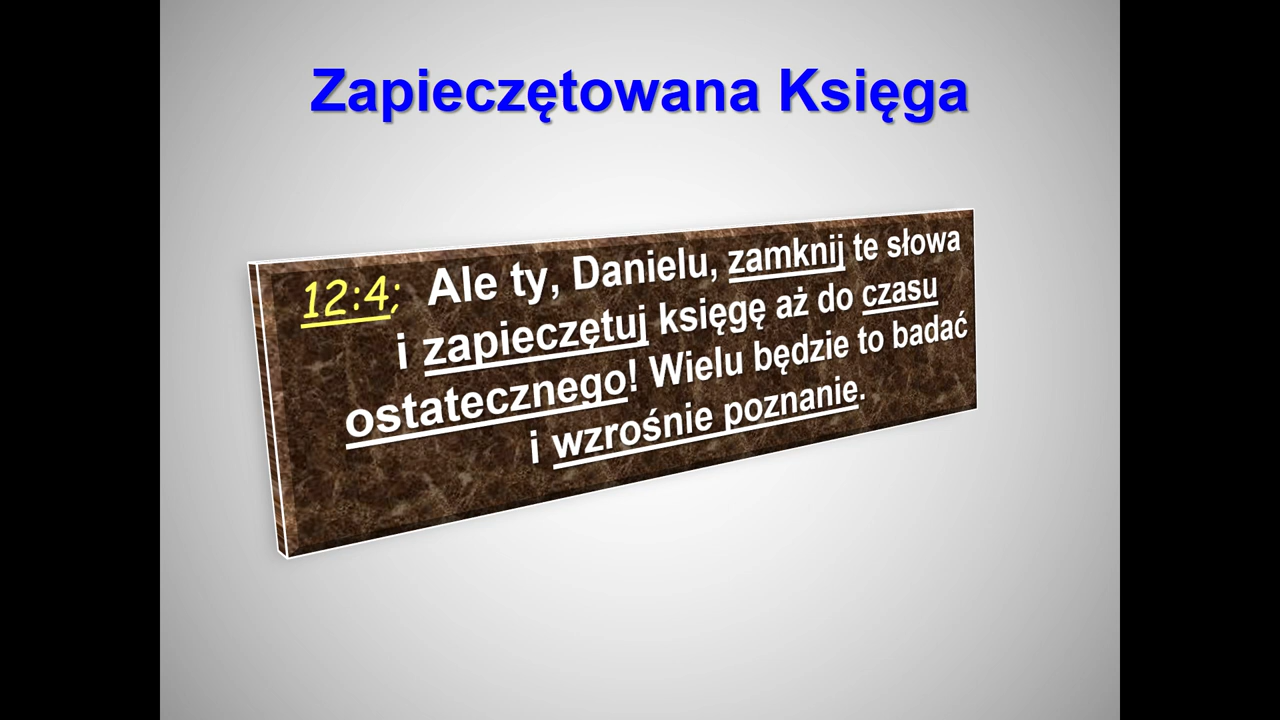 Zapieczętowana Księga
12:4; Ale ty, Danielu, zamknij te słowa
i zapieczętuj księgę aż do czasu
ostatecznego! Wielu będzie to badać
i wzrośnie poznanie.